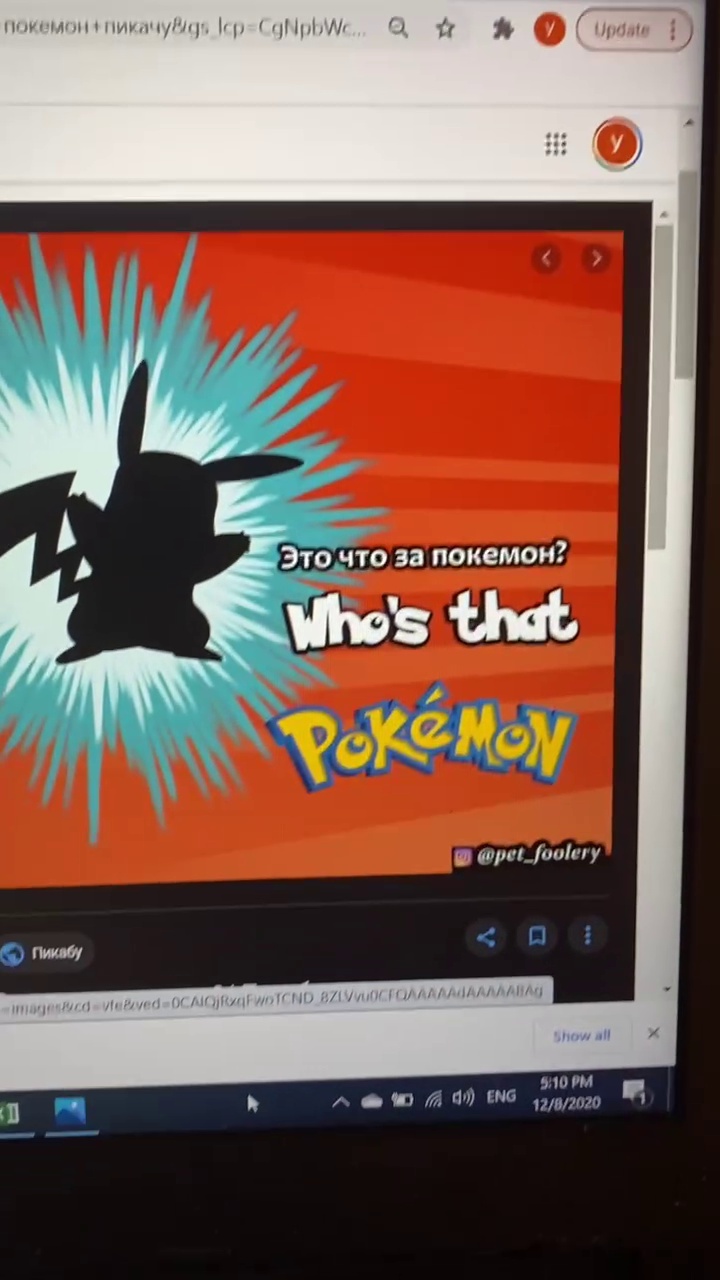 покемон+пикачу&gs_lcp=CgNpbWc...
у
Update
у
Это что за покемон?
Who's that
POKéMON
@pet_foolery
Пикабу
Show all
ENG
5:10 PM
12/8/2020
1